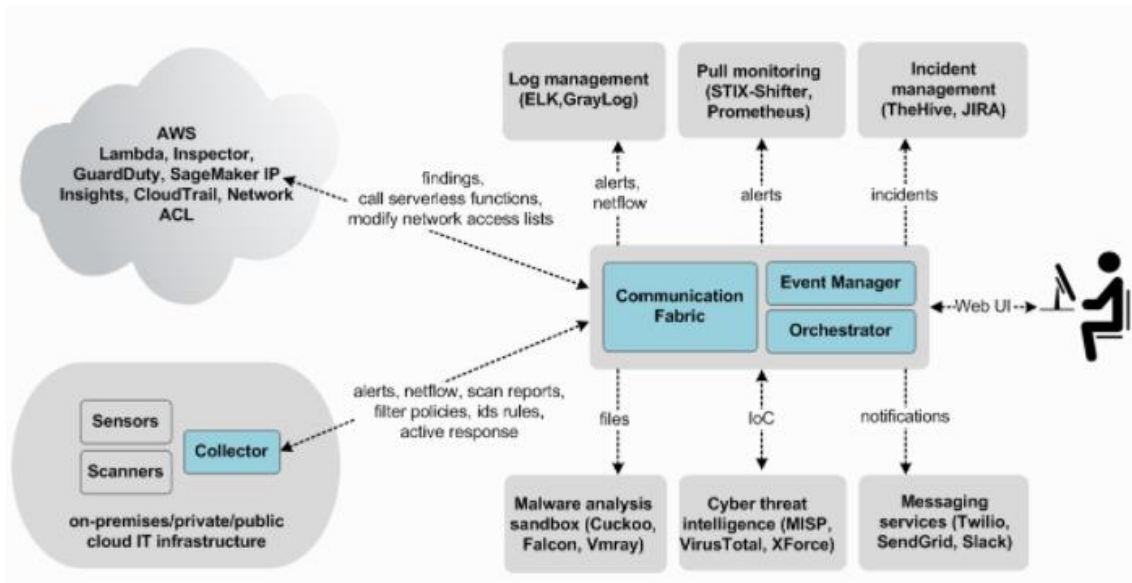 Log management
(ELK,GrayLog)
Pull monitoring
(STIX-Shifter,
Prometheus)
Incident
management
(TheHive, JIRA)
AWS
Lambda, Inspector,
GuardDuty, SageMaker IP
Insights, CloudTrail, Network
ACL
findings,
call serverless functions,
modify network access lists
alerts,
netflow
alerts
incidents
Communication
Fabric
Event Manager
Orchestrator
Web UI
alerts, netflow, scan reports,
filter policies, ids rules,
active response
files
IoC
notifications
Sensors
Scanners
Collector
on-premises/private/public
cloud IT infrastructure
Malware analysis
sandbox (Cuckoo,
Falcon, Vmray)
Cyber threat
intelligence (MISP,
VirusTotal, XForce)
Messaging
services (Twilio,
SendGrid, Slack)